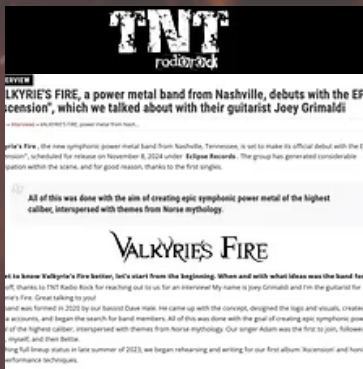 TNT
radiorock
ERVIEW
LKYRIE'S FIRE, a power metal band from Nashville, debuts with the EP
scension", which we talked about with their guitarist Joey Grimaldi
» Interviews » VALKYRIE'S FIRE, power metal from Nash...
yrie's Fire, the new symphonic power metal band from Nashville, Tennessee, is set to make its official debut with the E
nsion", scheduled for release on November 8, 2024 under Eclipse Records. The group has generated considerable
ipation within the scene, and for good reason, thanks to the first singles.
All of this was done with the aim of creating epic symphonic power metal of the highest
caliber, interspersed with themes from Norse mythology.
VALKYRIE'S FIRE
et to know Valkyrie's Fire better, let's start from the beginning. When and with what ideas was the band fo
off, thanks to TNT Radio Rock for reaching out to us for an interview! My name is Joey Grimaldi and I'm the guitarist for
rie's Fire. Great talking to you!
band was formed in 2020 by our bassist Dave Hale. He came up with the concept, designed the logo and visuals, create
a accounts, and began the search for band members. All of this was done with the goal of creating epic symphonic pow
l of the highest caliber, interspersed with themes from Norse mythology. Our singer Adam was the first to join, followe
, myself, and then Bettie.
hing full lineup status in late summer of 2023, we began rehearsing and writing for our first album 'Ascension' and hon
performance techniques.